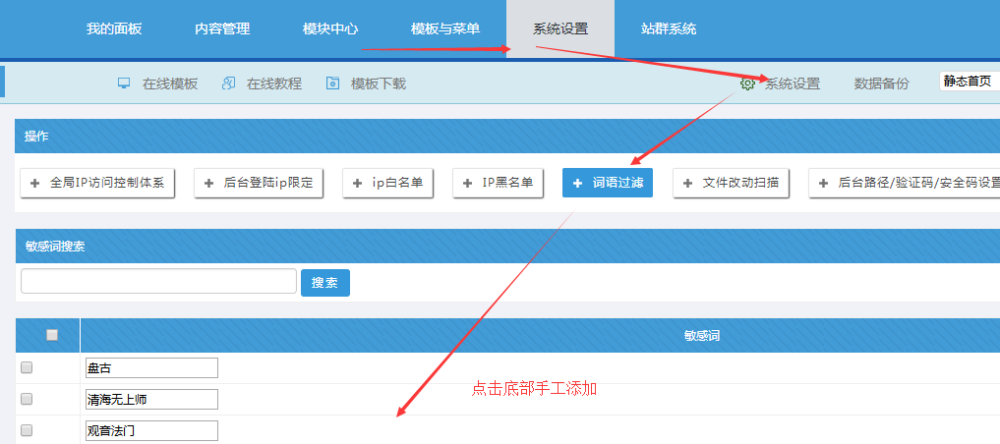 我的面板 内容管理 模块中心 模板与菜单 系统设置 站群系统
在线模板 在线教程 模板下载 系统设置 数据备份 静态首页
操作
全局IP访问控制体系 后台登陆ip限定 ip白名单 IP黑名单 词语过滤 文件改动扫描 后台路径/验证码/安全码设置
敏感词搜索
搜索
敏感词
盘古
点击底部手工添加
清海无上师
观音法门